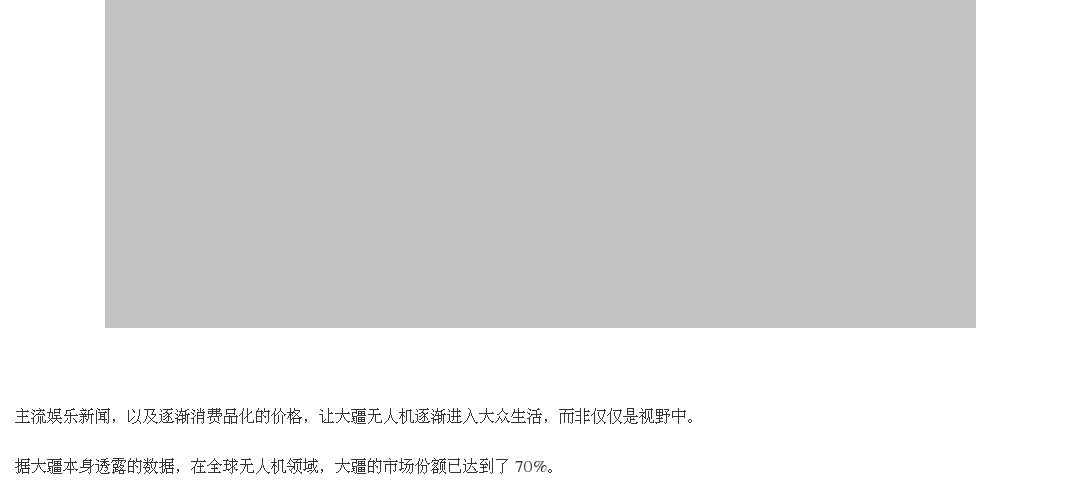 主流娱乐新闻，以及逐渐消费品化的价格，让大疆无人机逐渐进入大众生活，而非仅仅是视野中。
据大疆本身透露的数据，在全球无人机领域，大疆的市场份额已达到了 70%。